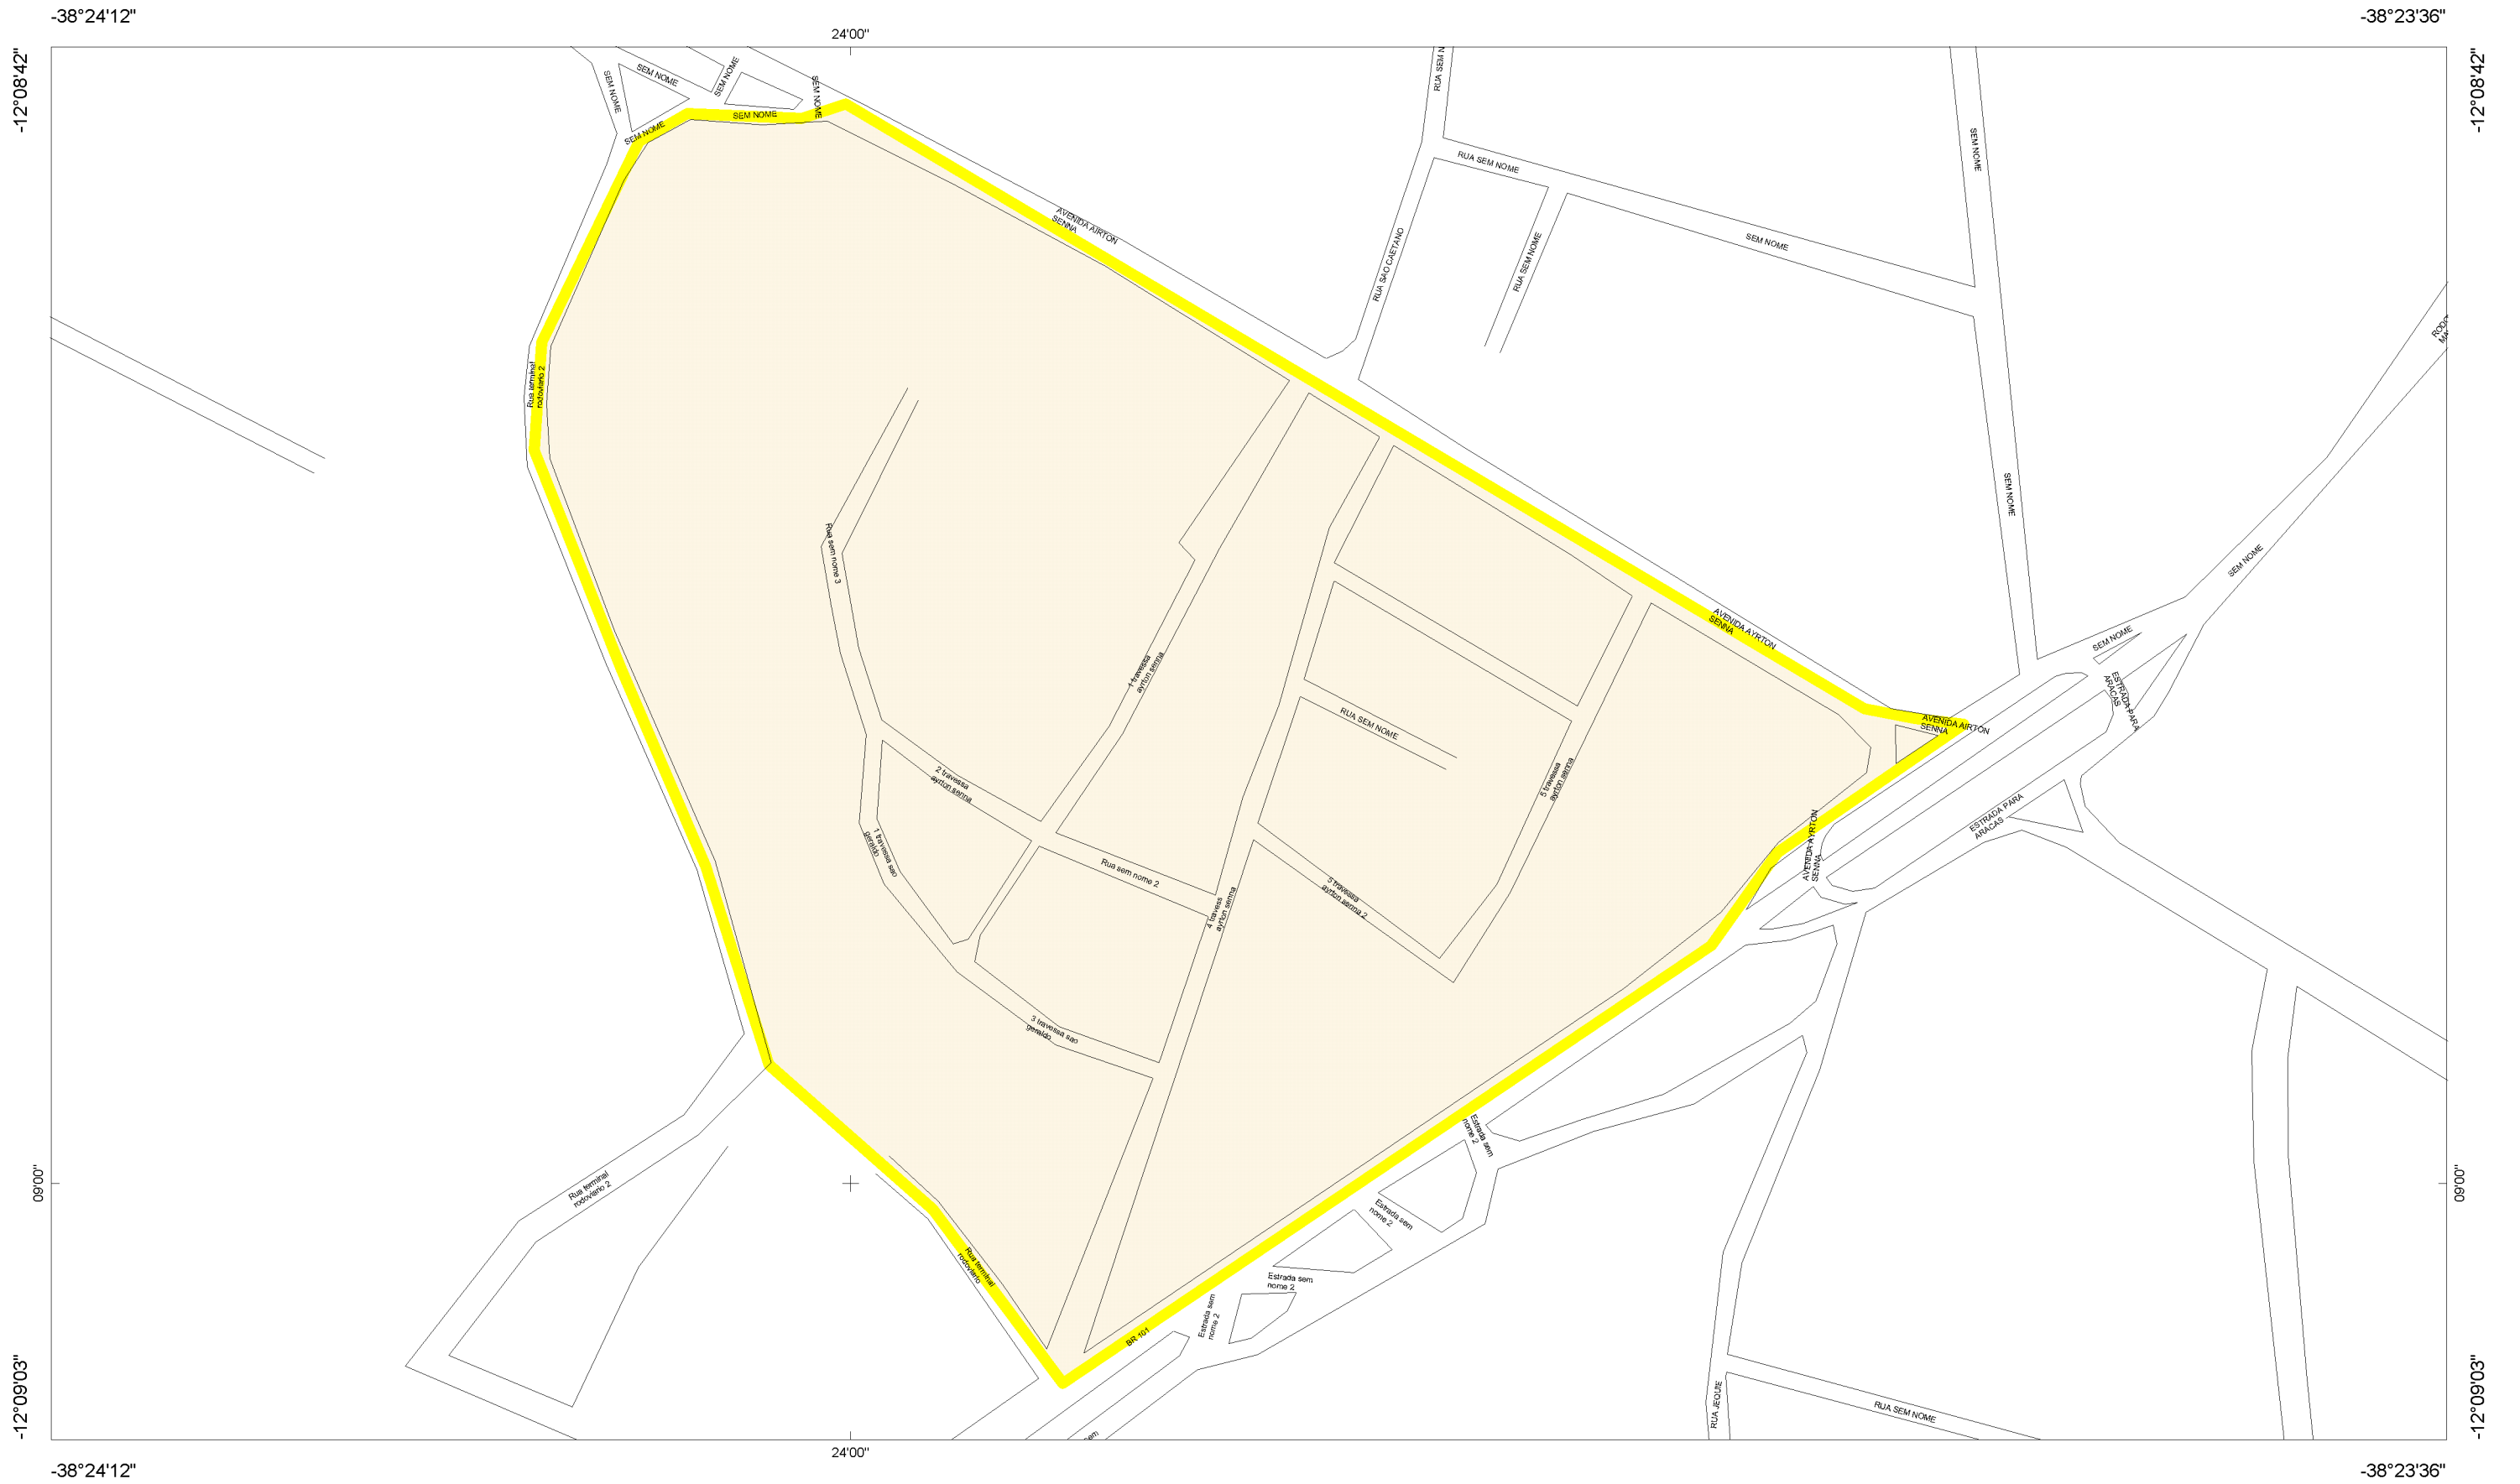 -38°24'12"
-38°23'36"
24'00"
-12°08'42"
-12°08'42"
SEM NOME
SEM NOME
SEM NOME
SEM NOME
SEM NOME
SEM NOME
RUA SEM N
RUA SEM NOME
SEM NOME
SEM NOME
AVENIDA AIRTON
SENNA
RUA SAO CAETANO
RUA SEM NOME
Rua terminal
rodoviario 2
SEM NOME
SEM NOME
Rua sem nome 3
1 travessa
ayrton senna
AVENIDA AYRTON
SENNA
SEM NOME
ESTRADA PARA
ARACAS
AVENIDA AIRTON
SENNA
RUA SEM NOME
2 travessa
ayrton senna
5 travessa
ayrton senna
1 travessa sao
geraldo
AVENIDA AYRTON
SENNA
ESTRADA PARA
ARACAS
Rua sem nome 2
4 travess
ayrton senna
5 travessa
ayrton senna 2
3 travessa sao
geraldo
Estrada sem
nome 2
09'00"
09'00"
Rua terminal
rodoviario 2
Estrada sem
nome 2
Rua terminal
rodoviario
Estrada sem
nome 2
Estrada sem
nome 2
BR 101
RUA JEQUIE
RUA SEM NOME
-12°09'03"
-12°09'03"
24'00"
-38°24'12"
-38°23'36"